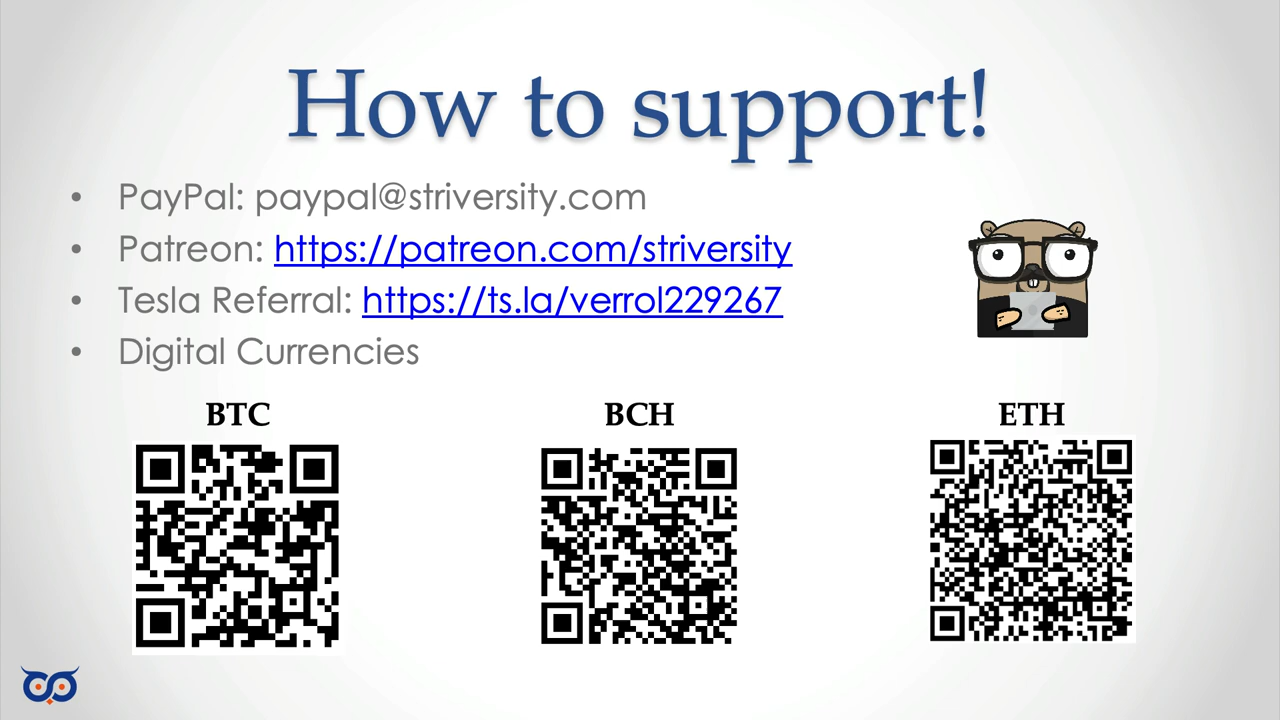 How to support!
• PayPal: paypal@striversity.com
• Patreon: https://patreon.com/striversity
• Tesla Referral: https://ts.la/verrol229267
• Digital Currencies
BTC BCH ETH